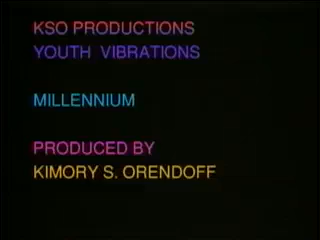 KSO PRODUCTIONS
YOUTH VIBRATIONS
MILLENNIUM
PRODUCED BY
KIMORY S. ORENDOFF